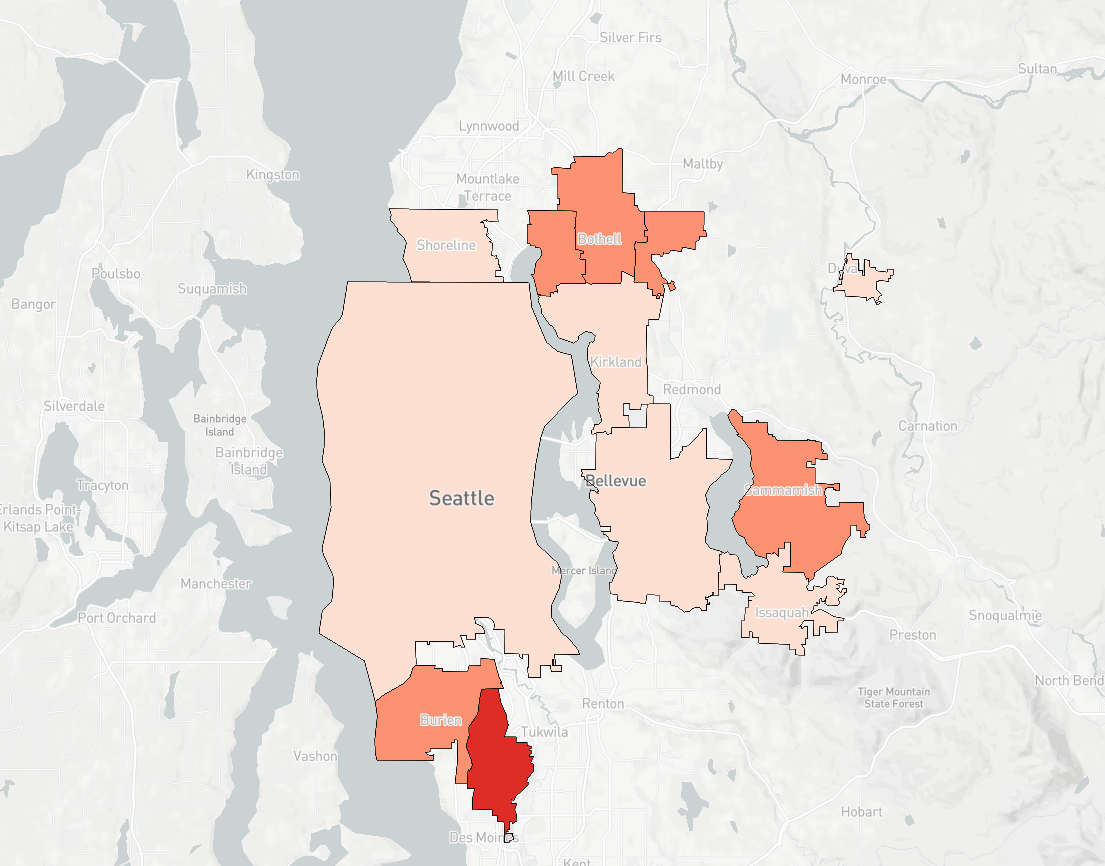 Silver Firs
Sultan
Mill Creek
Monroe
Lynnwood
Maltby
Kingston
Mountlake
Terrace
Shoreline
Bothell
Poulsbo
Suquamish
Bangor
Kirkland
Redmond
Silverdale
Bainbridge
Island
Carnation
Bainbridge
Island
Tracyton
Bellevue
Seattle
Sammamish
erlands Point-
Kitsap Lake
Mercer Island
Manchester
Port Orchard
Issaquah
Snoqualmie
Preston
North Bend
Tiger Mountain
State Forest
Renton
Burien
Tukwila
Vashon
Hobart
Des Moines
Kent